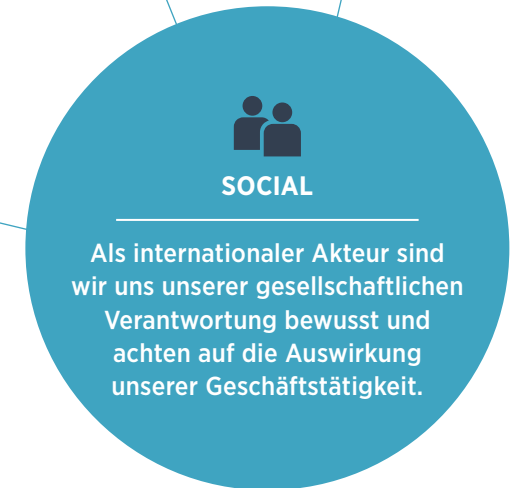 SOCIAL
Als internationaler Akteur sind
wir uns unserer gesellschaftlichen
Verantwortung bewusst und
achten auf die Auswirkung
unserer Geschäftstätigkeit.